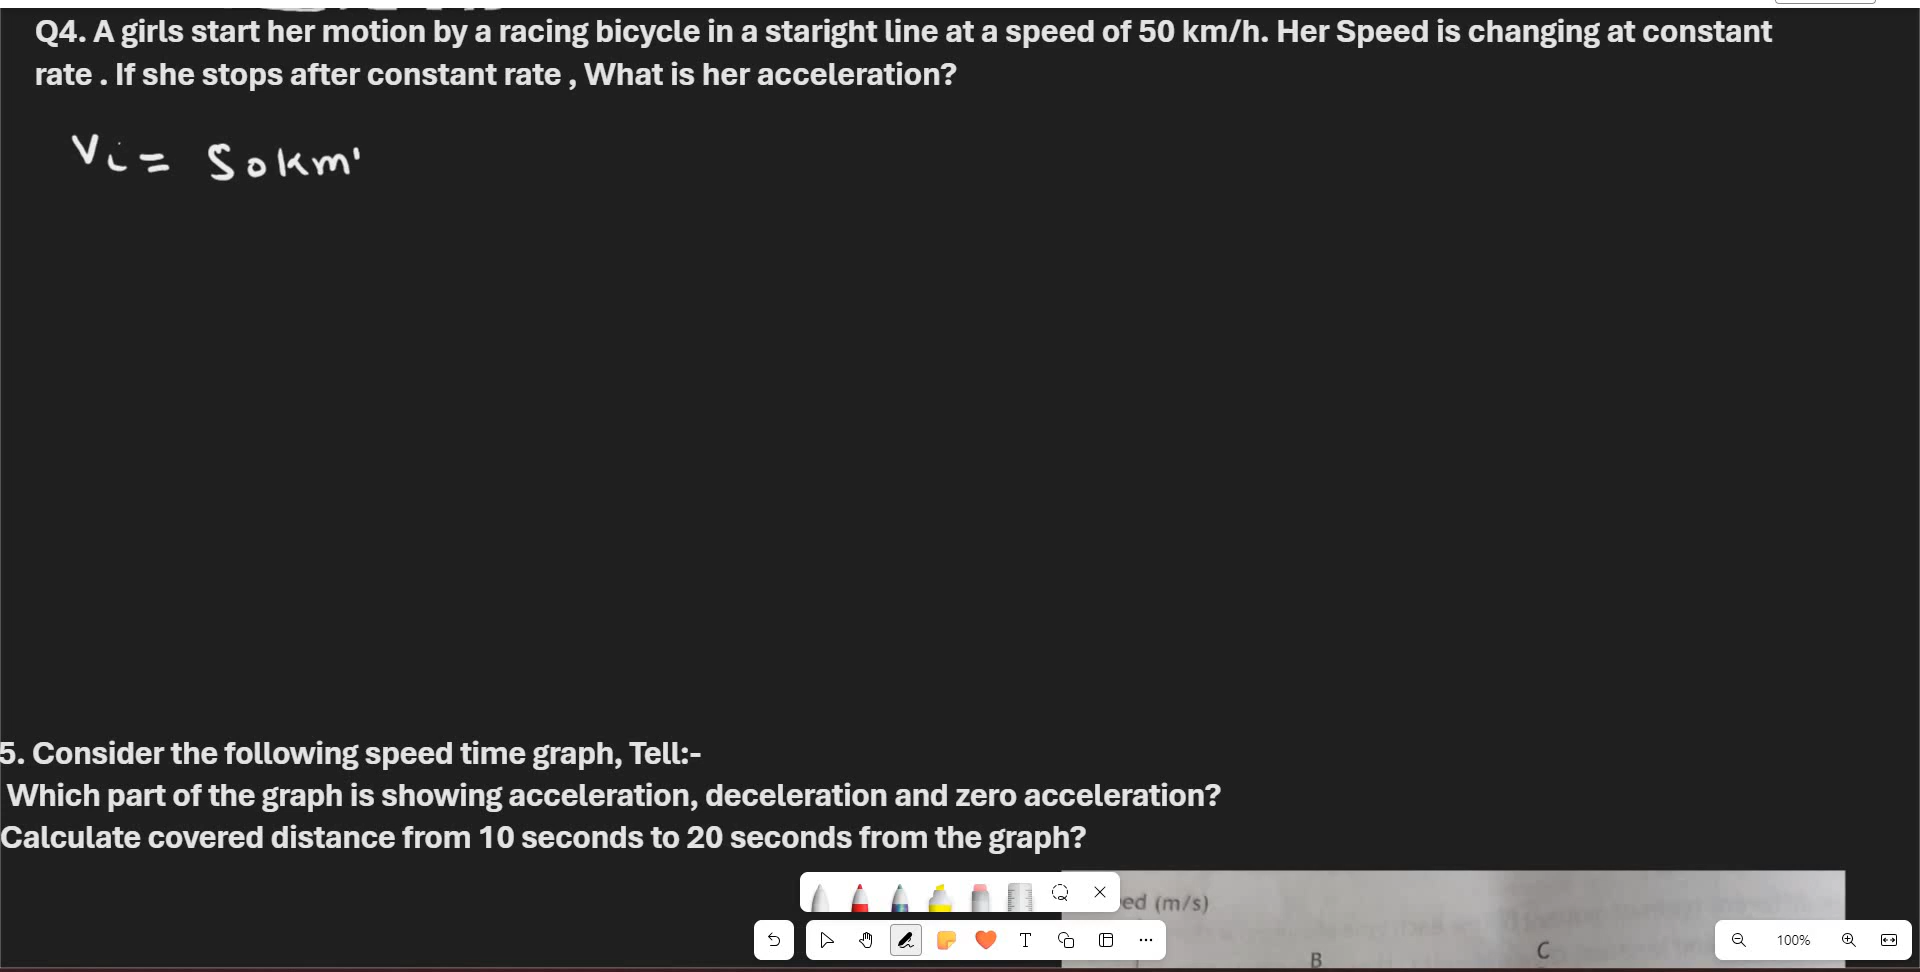 Q4. A girls start her motion by a racing bicycle in a staright line at a speed of 50 km/h. Her Speed is changing at constant
rate . If she stops after constant rate , What is her acceleration?
Vi = 50km'
5. Consider the following speed time graph, Tell:-
Which part of the graph is showing acceleration, deceleration and zero acceleration?
Calculate covered distance from 10 seconds to 20 seconds from the graph?
ed (m/s)
B
C
100%